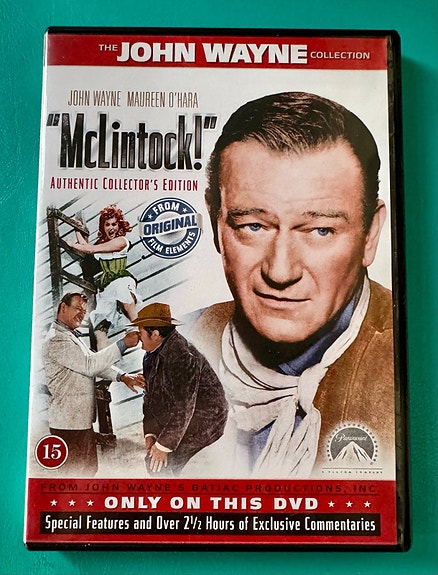 THE JOHN WAYNE COLLECTION
JOHN WAYNE MAUREEN O'HARA
"McLintock!"
AUTHENTIC COLLECTOR'S EDITION
FROM
ORIGINAL
FILM ELEMENTS
15
Paramount
A VIACOM COMPANY
FROM JOHN WAYNE'S BATJAC PRODUCTIONS, INC.
★ ★ ★ ONLY ON THIS DVD ★ ★ ★
Special Features and Over 2½ Hours of Exclusive Commentaries